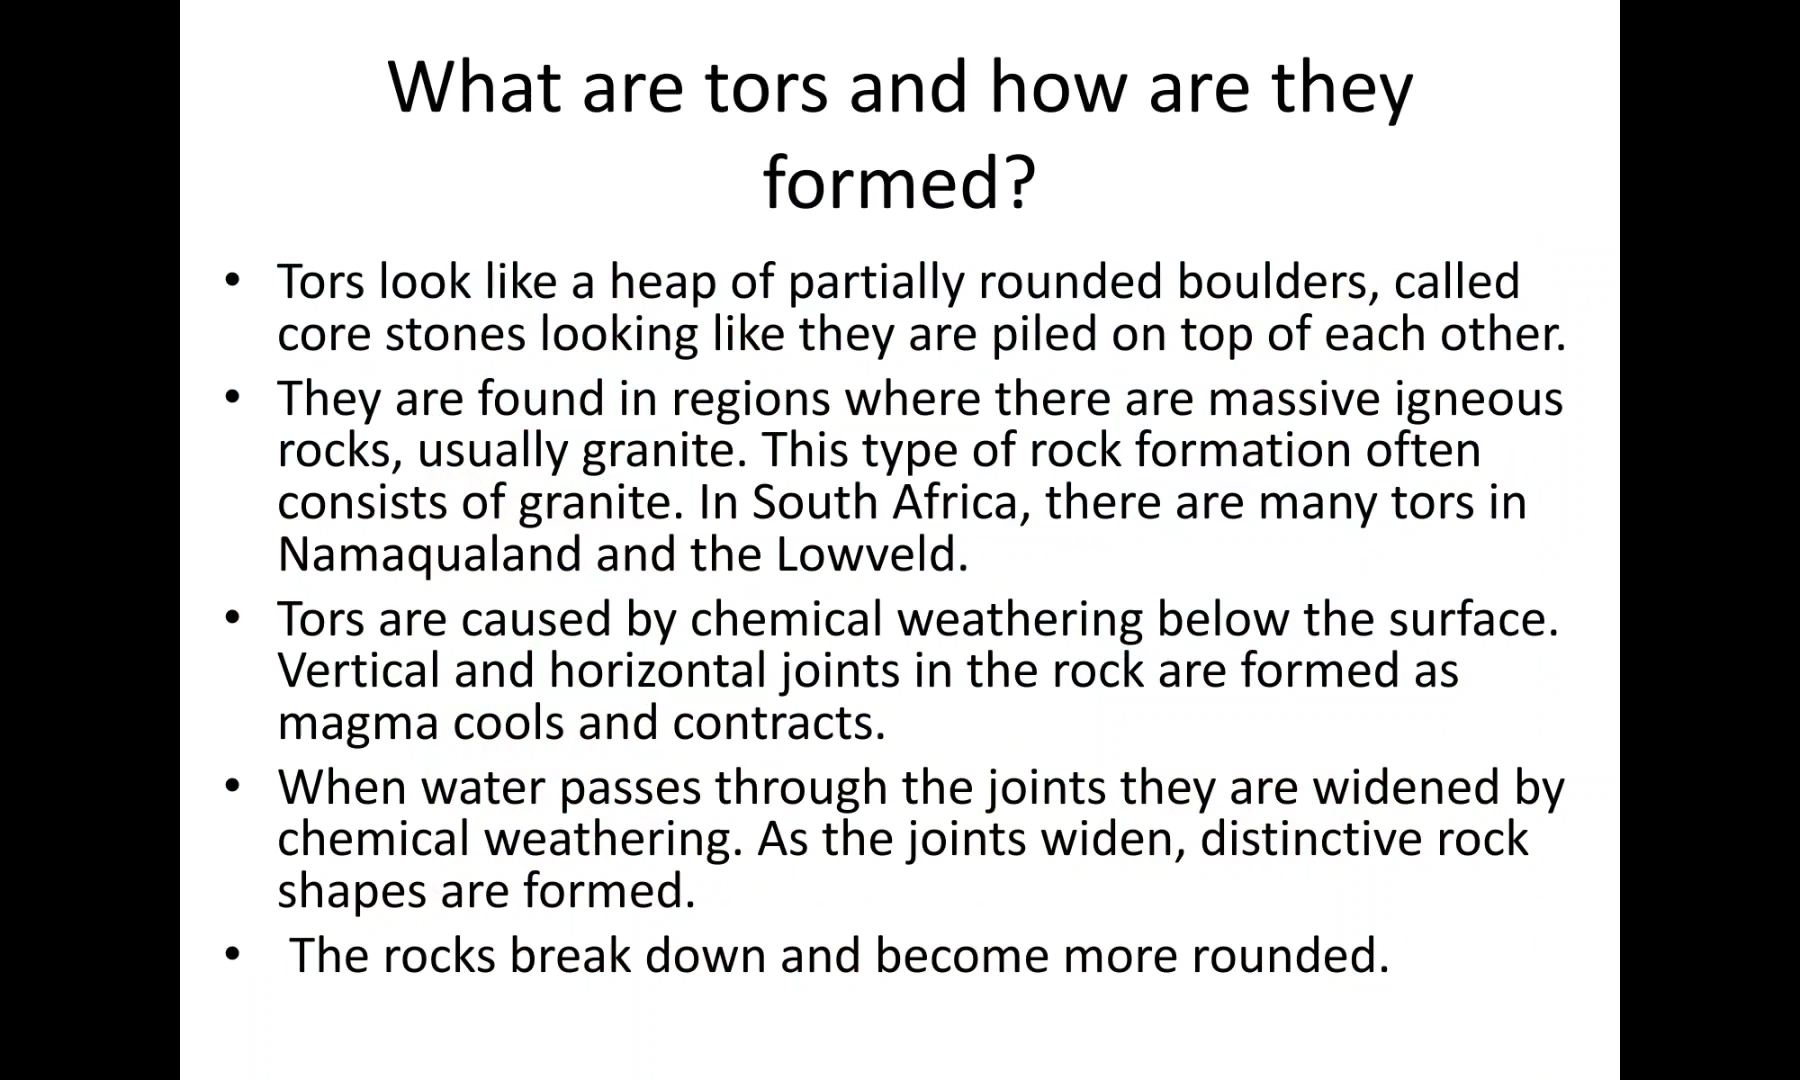 What are tors and how are they
formed?
• Tors look like a heap of partially rounded boulders, called
core stones looking like they are piled on top of each other.
• They are found in regions where there are massive igneous
rocks, usually granite. This type of rock formation often
consists of granite. In South Africa, there are many tors in
Namaqualand and the Lowveld.
• Tors are caused by chemical weathering below the surface.
Vertical and horizontal joints in the rock are formed as
magma cools and contracts.
• When water passes through the joints they are widened by
chemical weathering. As the joints widen, distinctive rock
shapes are formed.
• The rocks break down and become more rounded.